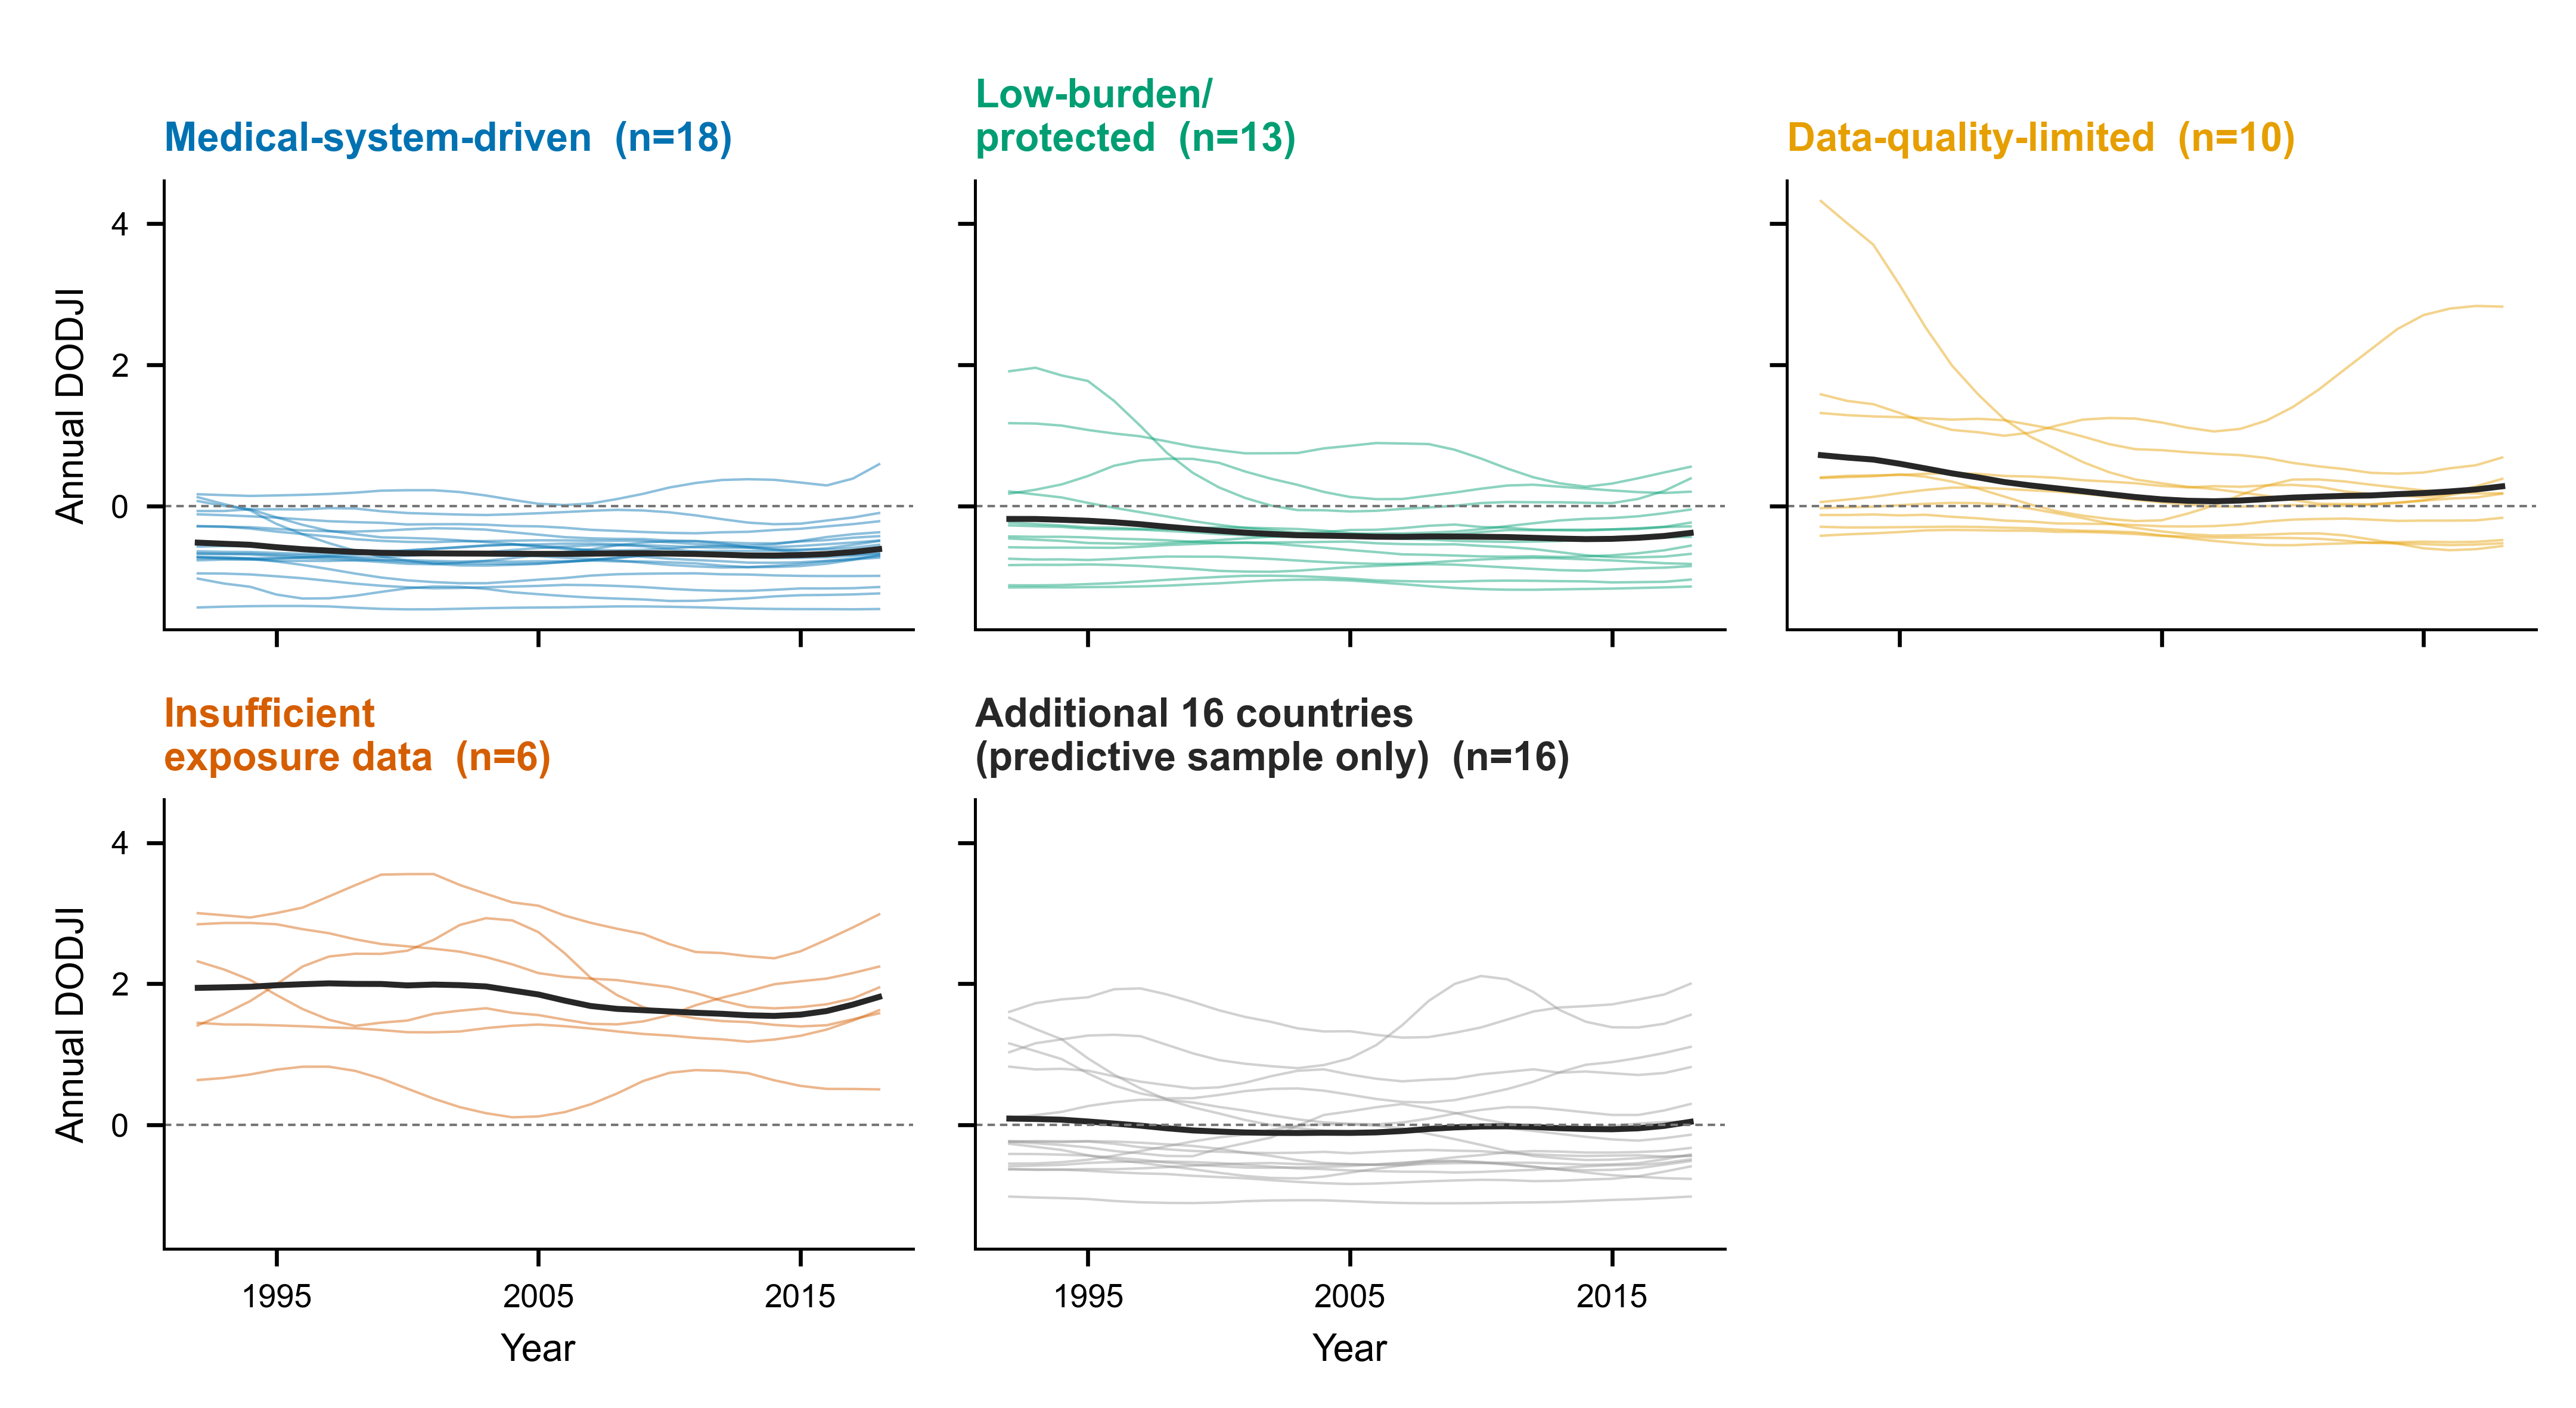 Medical-system-driven (n=18)
Low-burden/
protected (n=13)
Data-quality-limited (n=10)
Annual DODJI
4
2
0
Insufficient
exposure data (n=6)
Additional 16 countries
(predictive sample only) (n=16)
Annual DODJI
4
2
0
1995
2005
2015
Year
1995
2005
2015
Year